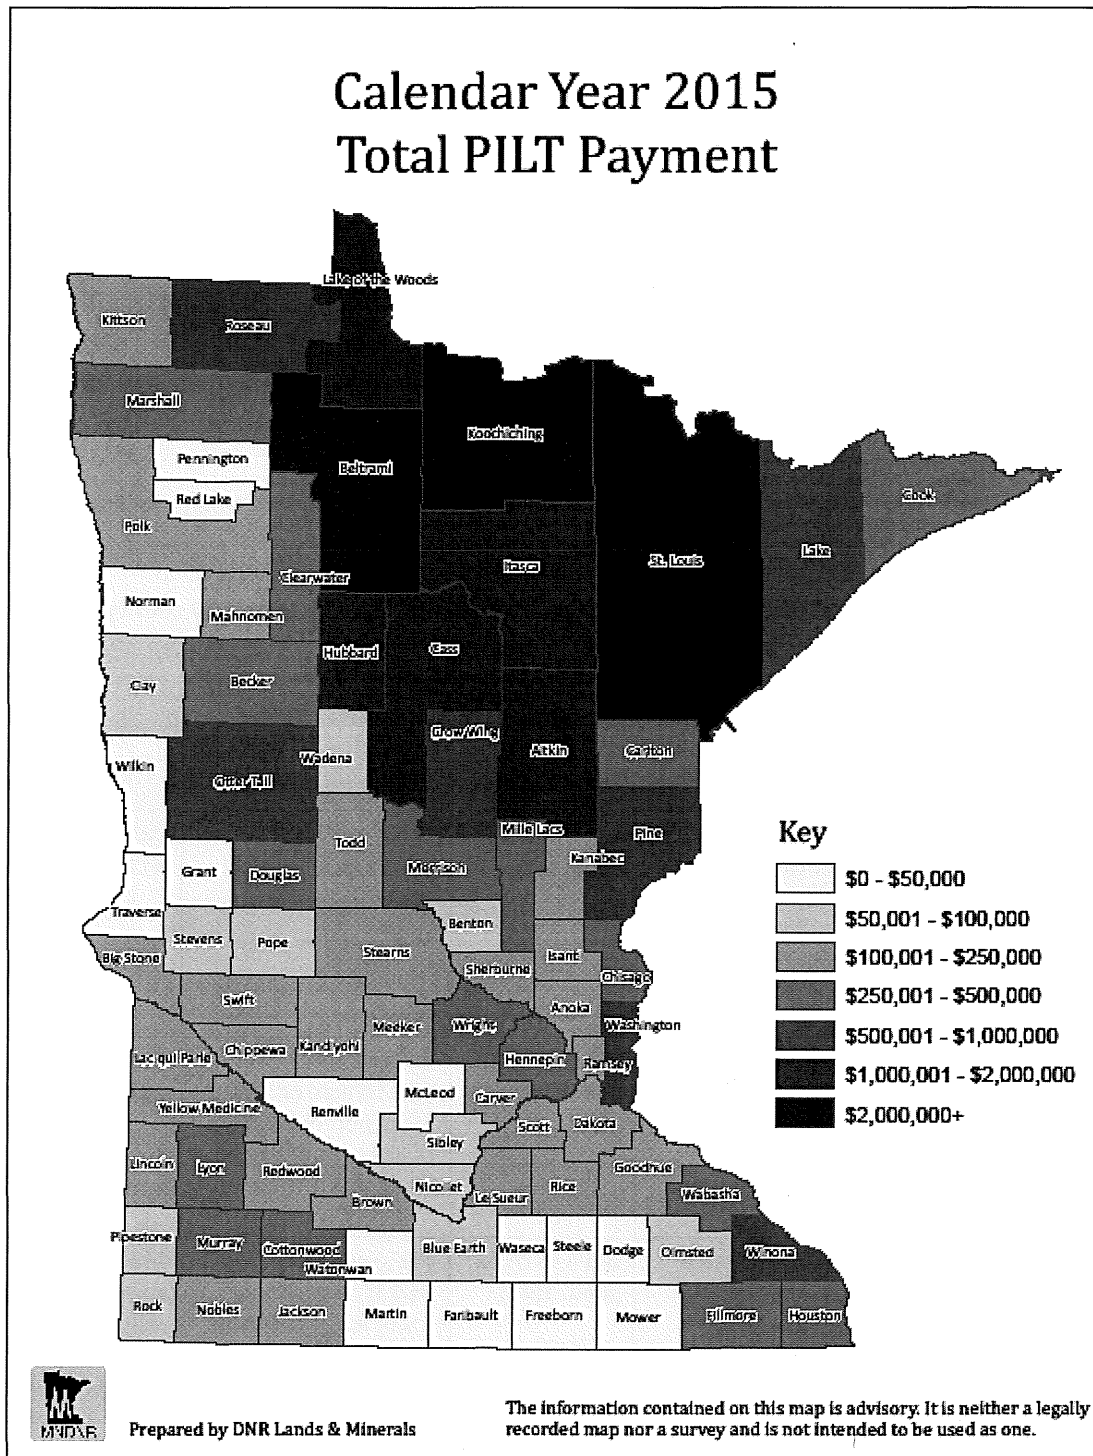 Calendar Year 2015
Total PILT Payment
Lake of the Woods
Kittson
Roseau
Marshall
Koochiching
Pennington
Beltrami
Red Lake
Cook
Polk
Itasca
St. Louis
Lake
Clearwater
Norman
Mahnomen
Hubbard
Cass
Clay
Becker
Crow Wing
Aitkin
Carlton
Wadena
Wilkin
Otter Tail
Mille Lacs
Pine
Todd
Kanabec
Morrison
Grant
Douglas
Traverse
Benton
Stevens
Pope
Stearns
Isanti
Big Stone
Sherburne
Chisago
Swift
Anoka
Meeker
Wright
Washington
Kandiyohi
Chippewa
Lac qui Parle
Hennepin
Ramsey
McLeod
Carver
Yellow Medicine
Renville
Scott
Dakota
Sibley
Lincoln
Lyon
Redwood
Goodhue
Nicollet
Rice
Le Sueur
Wabasha
Brown
Pipestone
Murray
Cottonwood
Blue Earth
Waseca
Steele
Dodge
Olmsted
Winona
Watonwan
Rock
Nobles
Jackson
Martin
Faribault
Freeborn
Mower
Fillmore
Houston
Key
$0 - $50,000
$50,001 - $100,000
$100,001 - $250,000
$250,001 - $500,000
$500,001 - $1,000,000
$1,000,001 - $2,000,000
$2,000,000+
MNDNR
Prepared by DNR Lands & Minerals
The information contained on this map is advisory. It is neither a legally
recorded map nor a survey and is not intended to be used as one.